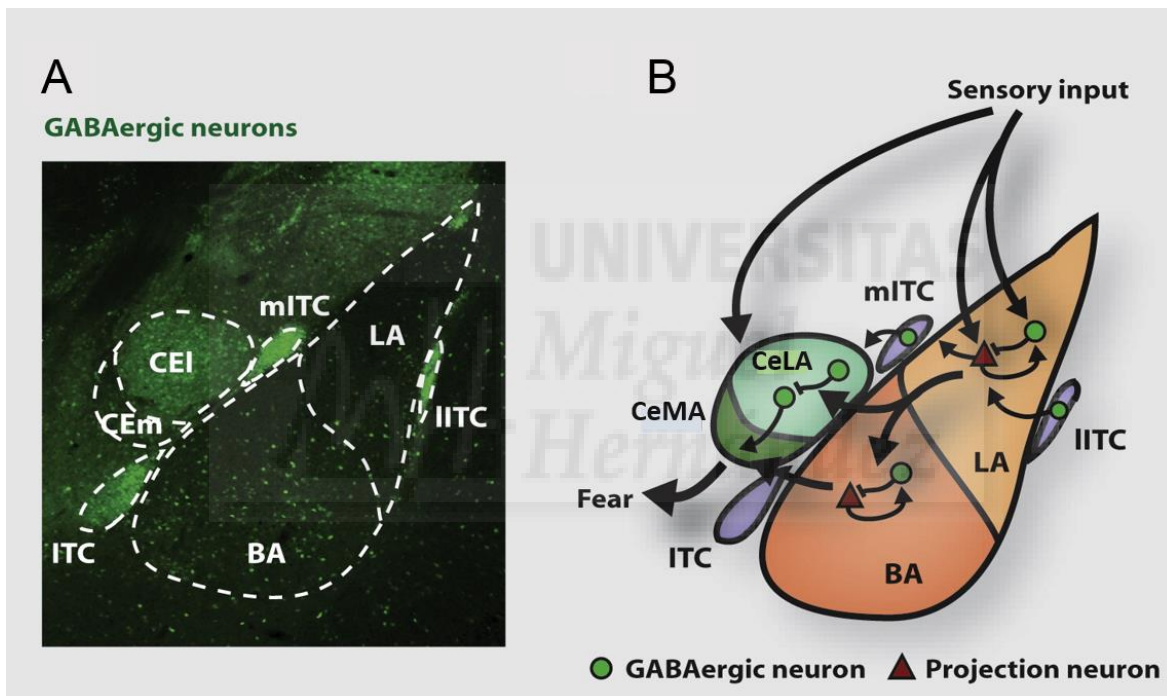 A
GABAergic neurons
mITC
LA
CEl
CEm
lITC
ITC
BA
B
Sensory input
UNIVERSITAS
Miguel
Hernández
mITC
CeLA
CeMA
LA
lITC
Fear
ITC
BA
GABAergic neuron
Projection neuron